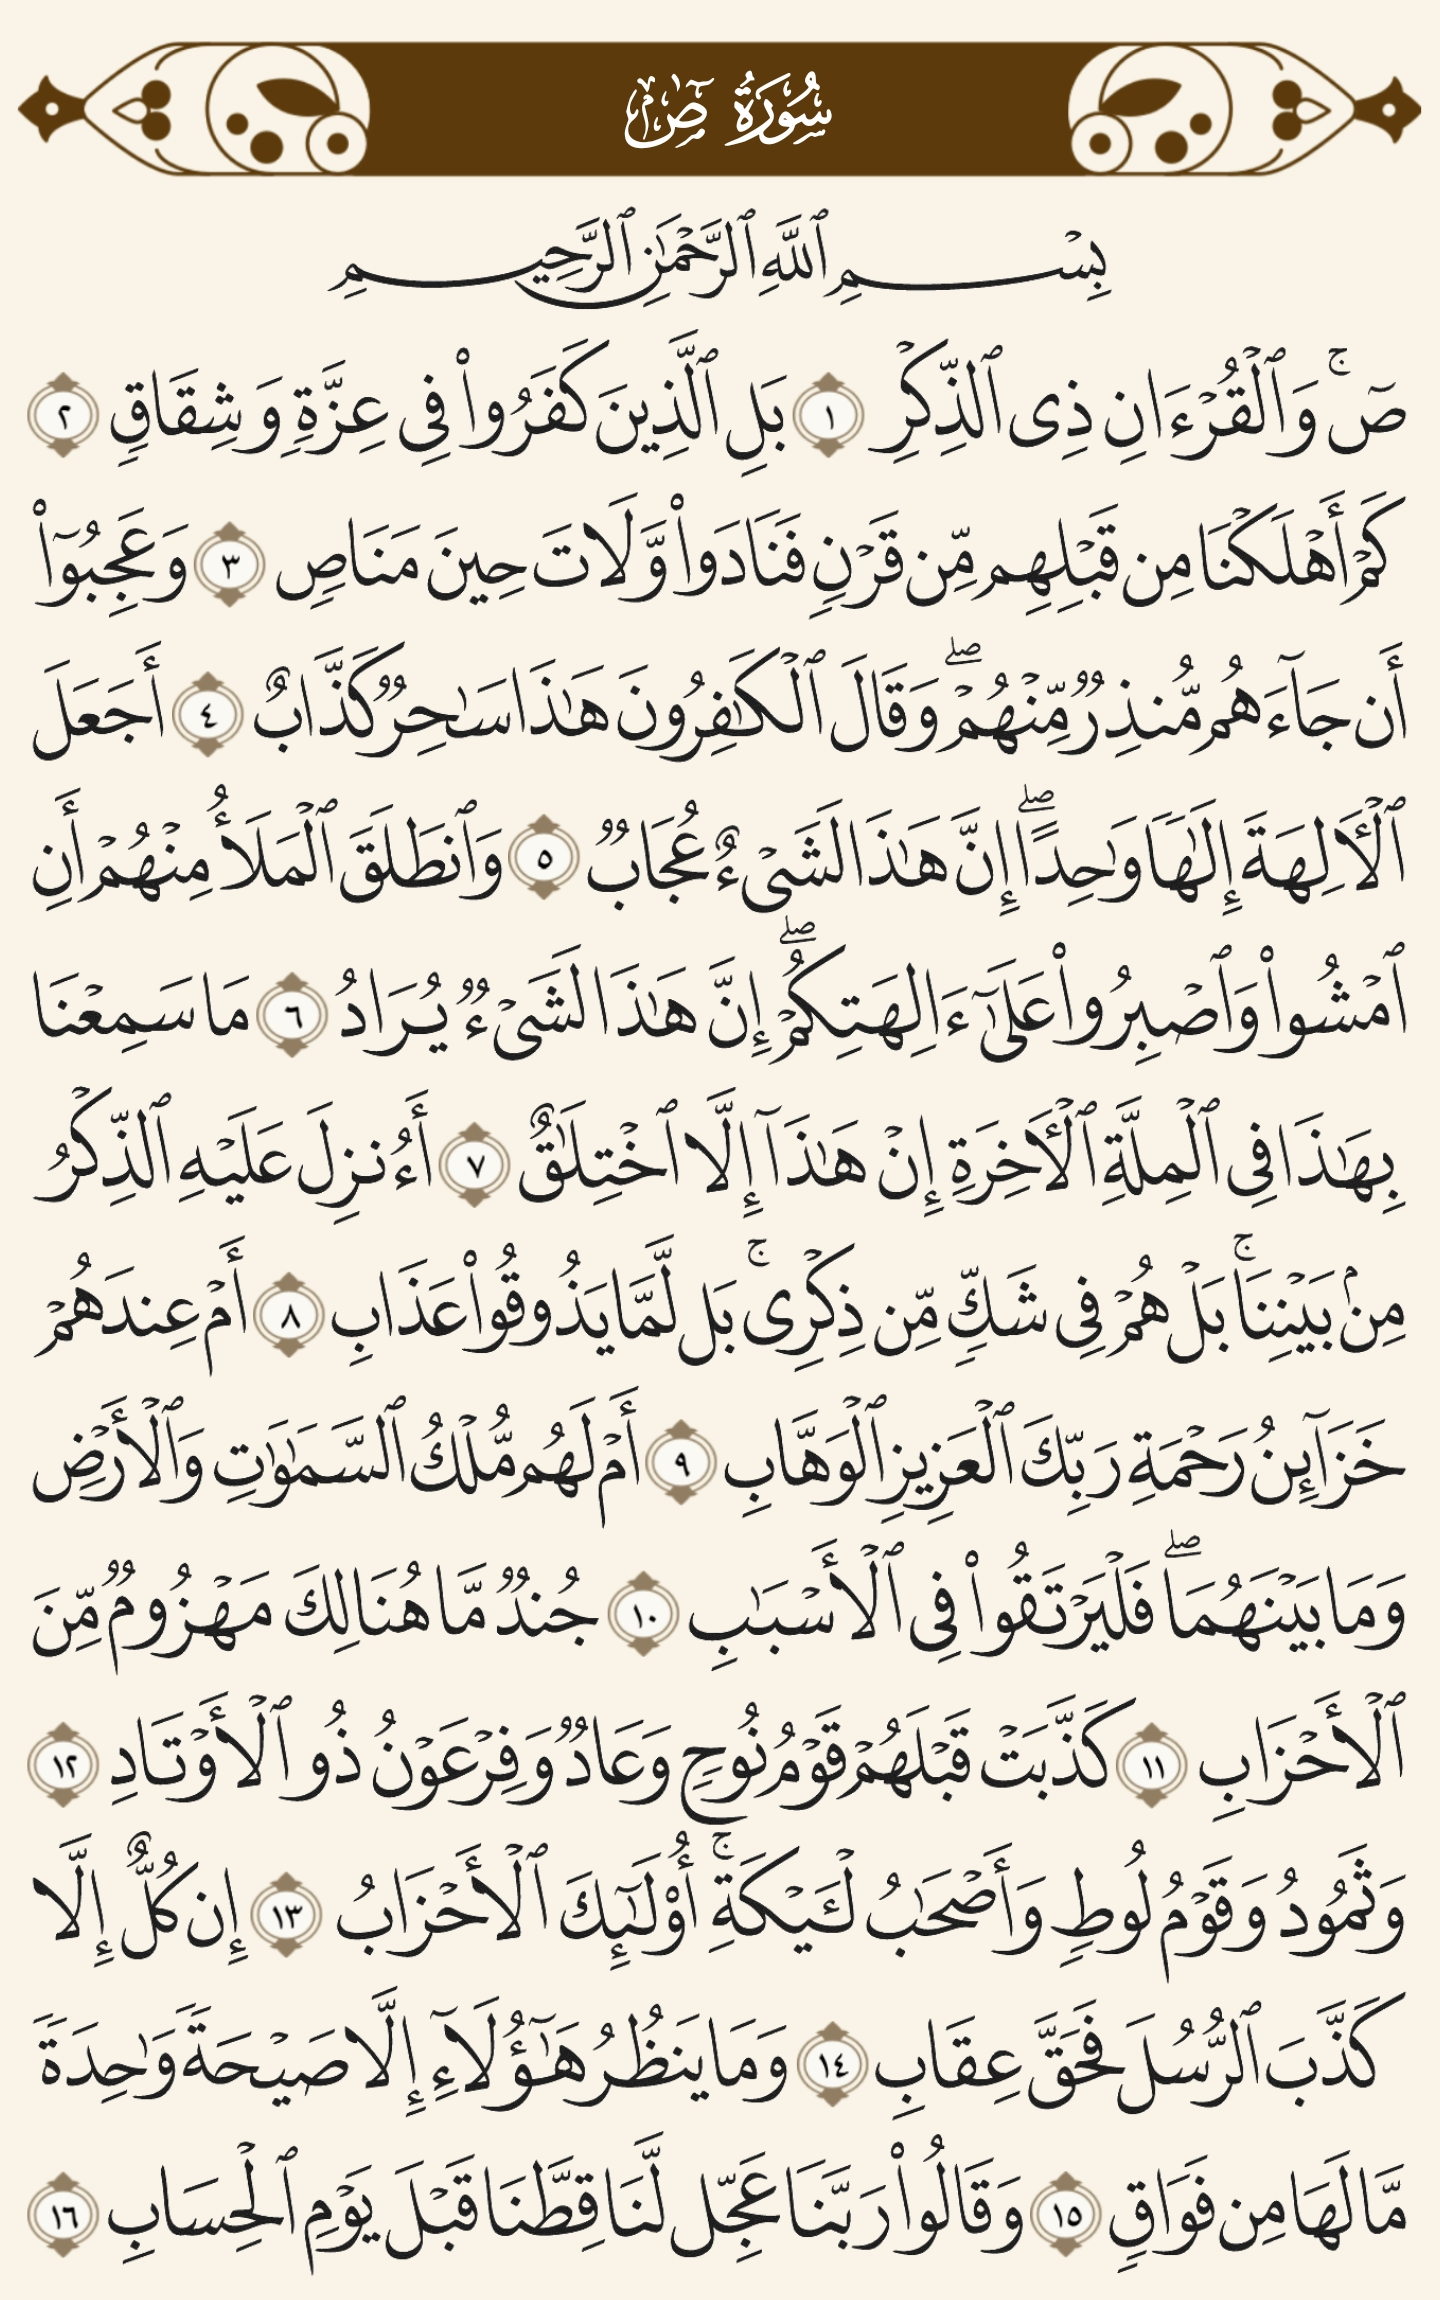 سُورَةُ صٓ
بِسۡمِ ٱللَّهِ ٱلرَّحۡمَٰنِ ٱلرَّحِيمِ
صٓۚ وَٱلۡقُرۡءَانِ ذِي ٱلذِّكۡرِ ١ بَلِ ٱلَّذِينَ كَفَرُواْ فِي عِزَّةٖ وَشِقَاقٖ ٢
كَمۡ أَهۡلَكۡنَا مِن قَبۡلِهِم مِّن قَرۡنٖ فَنَادَواْ وَّلَاتَ حِينَ مَنَاصٖ ٣ وَعَجِبُوٓاْ
أَن جَآءَهُم مُّنذِرٞ مِّنۡهُمۡۖ وَقَالَ ٱلۡكَٰفِرُونَ هَٰذَا سَٰحِرٞ كَذَّابٌ ٤ أَجَعَلَ
ٱلۡأٓلِهَةَ إِلَٰهٗا وَٰحِدًاۖ إِنَّ هَٰذَا لَشَيۡءٌ عُجَابٞ ٥ وَٱنطَلَقَ ٱلۡمَلَأُ مِنۡهُمۡ أَنِ
ٱمۡشُواْ وَٱصۡبِرُواْ عَلَىٰٓ ءَالِهَتِكُمۡۖ إِنَّ هَٰذَا لَشَيۡءٞ يُرَادُ ٦ مَا سَمِعۡنَا
بِهَٰذَا فِي ٱلۡمِلَّةِ ٱلۡأٓخِرَةِ إِنۡ هَٰذَآ إِلَّا ٱخۡتِلَٰقٌ ٧ أَءُنزِلَ عَلَيۡهِ ٱلذِّكۡرُ
مِنۢ بَيۡنِنَاۚ بَلۡ هُمۡ فِي شَكّٖ مِّن ذِكۡرِيۚ بَل لَّمَّا يَذُوقُواْ عَذَابِ ٨ أَمۡ عِندَهُمۡ
خَزَآئِنُ رَحۡمَةِ رَبِّكَ ٱلۡعَزِيزِ ٱلۡوَهَّابِ ٩ أَمۡ لَهُم مُّلۡكُ ٱلسَّمَٰوَٰتِ وَٱلۡأَرۡضِ
وَمَا بَيۡنَهُمَاۖ فَلۡيَرۡتَقُواْ فِي ٱلۡأَسۡبَٰبِ ١٠ جُندٞ مَّا هُنَالِكَ مَهۡزُومٞ مِّنَ
ٱلۡأَحۡزَابِ ١١ كَذَّبَتۡ قَبۡلَهُمۡ قَوۡمُ نُوحٖ وَعَادٞ وَفِرۡعَوۡنُ ذُو ٱلۡأَوۡتَادِ ١٢
وَثَمُودُ وَقَوۡمُ لُوطٖ وَأَصۡحَٰبُ لۡـَٔيۡكَةِۚ أُوْلَٰٓئِكَ ٱلۡأَحۡزَابُ ١٣ إِن كُلٌّ إِلَّا
كَذَّبَ ٱلرُّسُلَ فَحَقَّ عِقَابِ ١٤ وَمَا يَنظُرُ هَٰٓؤُلَآءِ إِلَّا صَيۡحَةٗ وَٰحِدَةٗ
مَّا لَهَا مِن فَوَاقٖ ١٥ وَقَالُواْ رَبَّنَا عَجِّل لَّنَا قِطَّنَا قَبۡلَ يَوۡمِ ٱلۡحِسَابِ ١٦